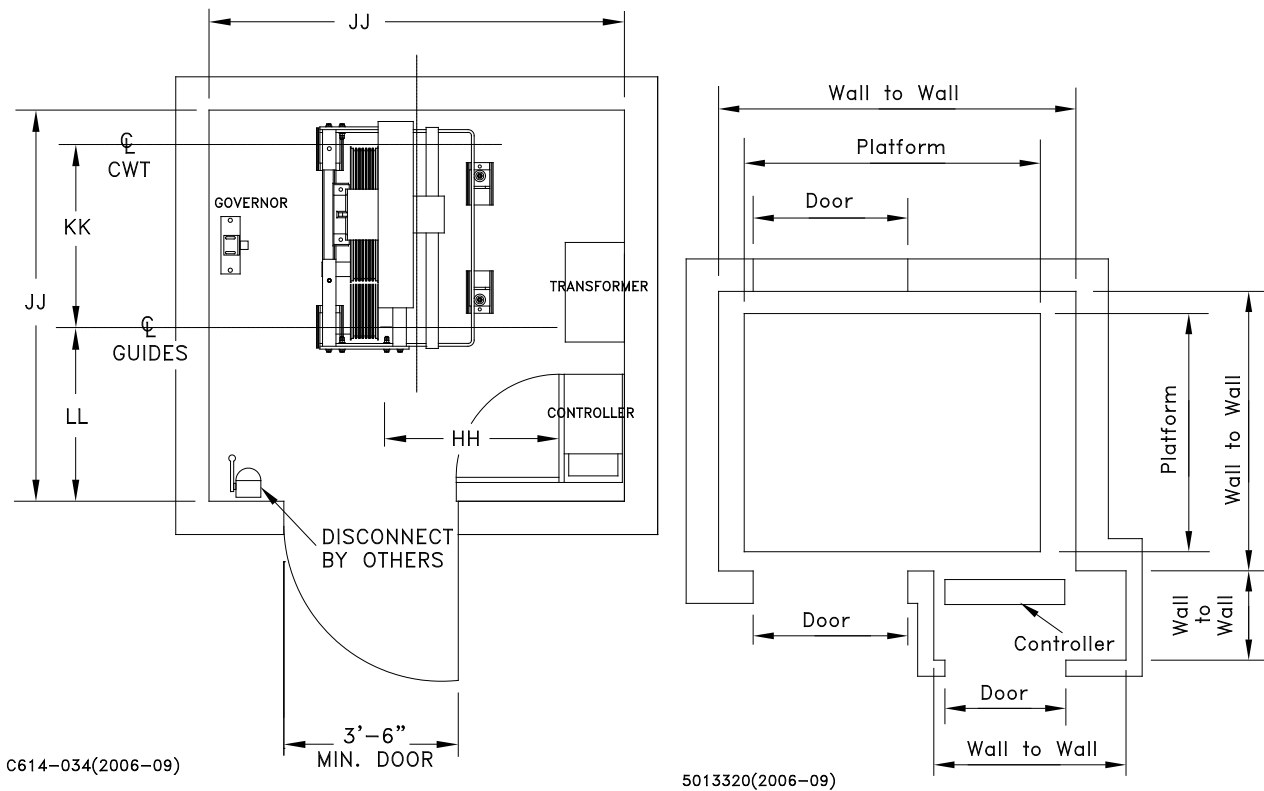 JJ
℄
CWT
GOVERNOR
KK
JJ
TRANSFORMER
℄
GUIDES
CONTROLLER
LL
HH
DISCONNECT
BY OTHERS
3'-6"
MIN. DOOR
C614-034(2006-09)
Wall to Wall
Platform
Door
Platform
Wall to Wall
Door
Controller
Wall
to
Wall
Door
Wall to Wall
5013320(2006-09)